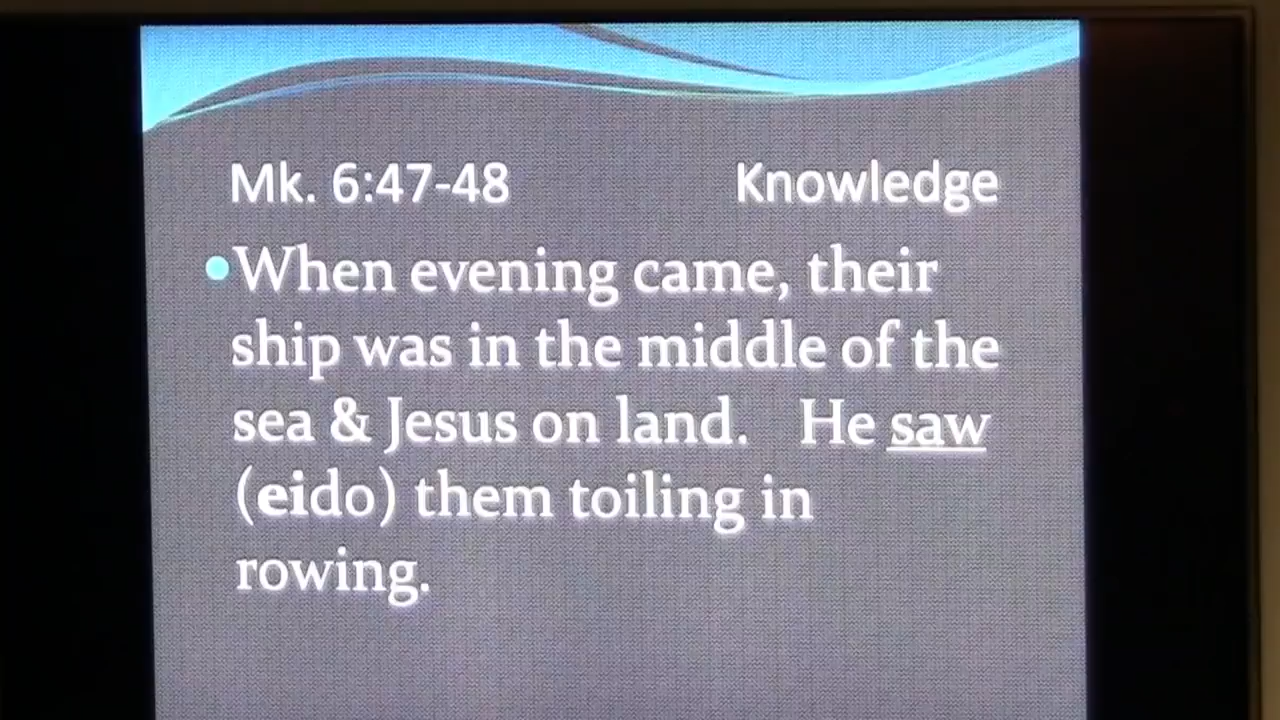 Mk. 6:47-48 Knowledge
•When evening came, their
ship was in the middle of the
sea & Jesus on land. He saw
(eido) them toiling in
rowing.